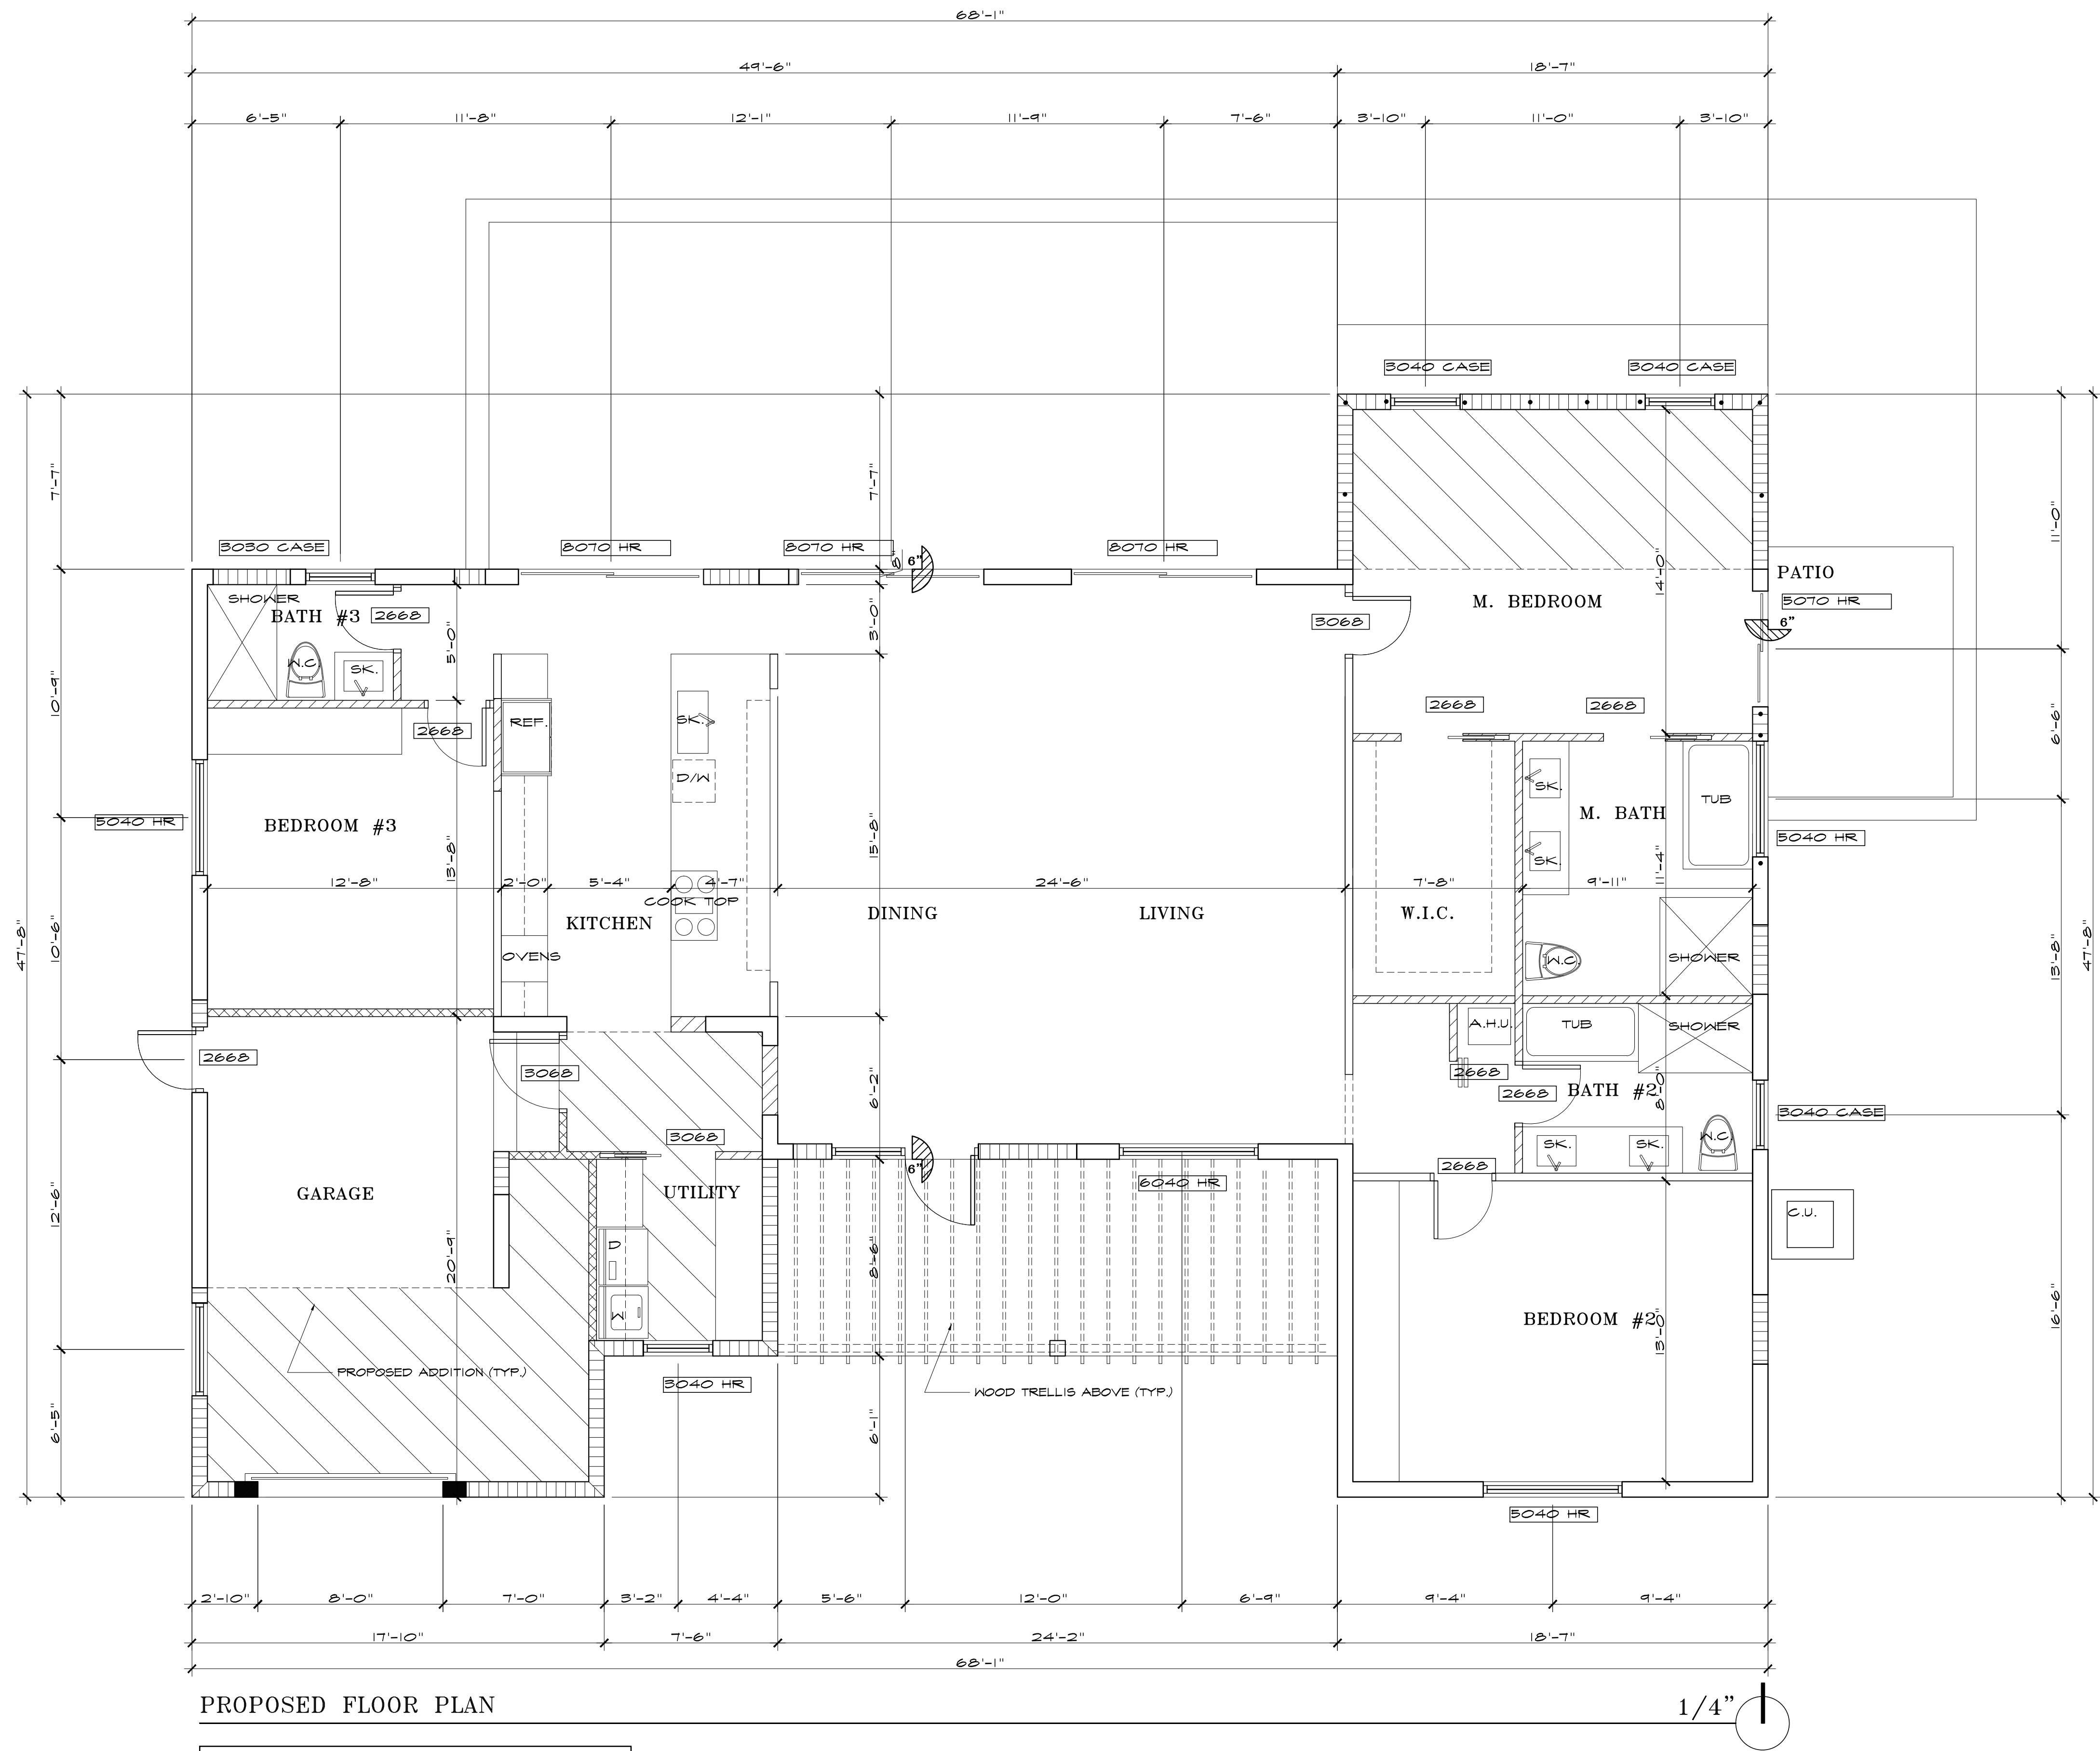 68'-1"
49'-6" 18'-7"
6'-5" 11'-8" 12'-1" 11'-9" 7'-6" 3'-10" 11'-0" 3'-10"
3040 CASE 3040 CASE
7'-7" 7'-7" 11'-0"
3030 CASE 8070 HR 8070 HR 8" 6" 8070 HR
14'-0" PATIO
SHOWER M. BEDROOM 5070 HR
BATH #3 2668 3'-0" 3068 6"
5'-0"
W.C. SK.
10'-9" 2668 2668 6'-6"
2668 REF. SK.
D/W SK. TUB
5040 HR BEDROOM #3 M. BATH 5040 HR
13'-8" 15'-8" SK. 11'-4"
12'-8" 2'-0" 5'-4" 4'-7" 24'-6" 7'-8" 9'-11"
COOK TOP
KITCHEN DINING LIVING W.I.C.
47'-8" 10'-6" 13'-8" 47'-8"
OVENS W.C. SHOWER
A.H.U. TUB SHOWER
2668 3068 6'-2" 2668
2668 BATH #2 8'-0" 3040 CASE
3068 SK. SK. W.C.
6" 2668
12'-6" GARAGE UTILITY 6040 HR C.U.
D 20'-9" 8'-6" 16'-6"
W BEDROOM #2 13'-0"
PROPOSED ADDITION (TYP.) 3040 HR WOOD TRELLIS ABOVE (TYP.)
6'-5" 6'-1"
5040 HR
2'-10" 8'-0" 7'-0" 3'-2" 4'-4" 5'-6" 12'-0" 6'-9" 9'-4" 9'-4"
17'-10" 7'-6" 24'-2" 18'-7"
68'-1"
PROPOSED FLOOR PLAN 1/4"